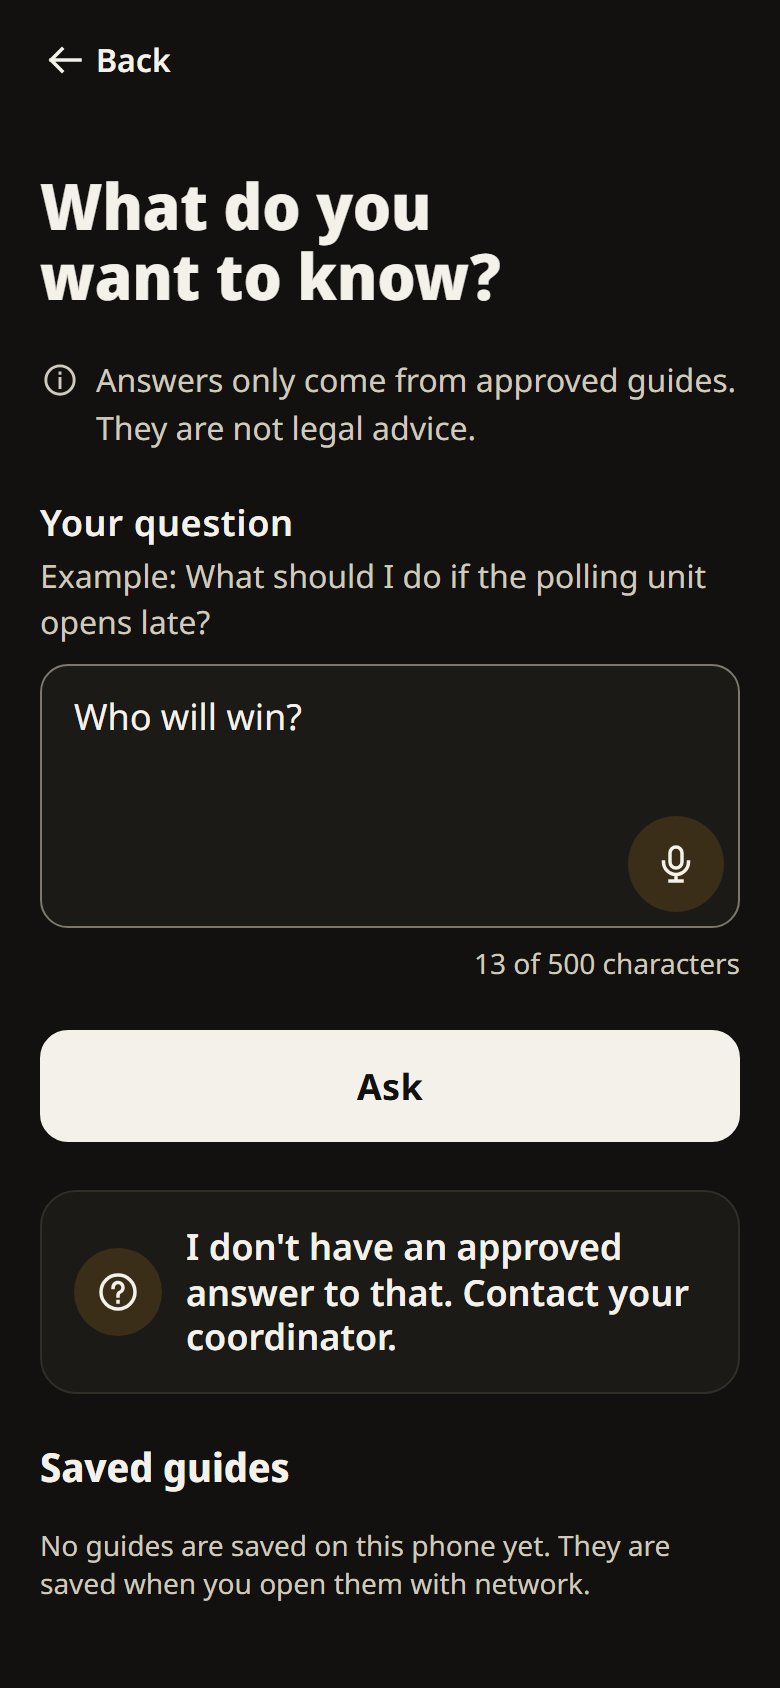 Back
What do you
want to know?
Answers only come from approved guides.
They are not legal advice.
Your question
Example: What should I do if the polling unit
opens late?
Who will win?
13 of 500 characters
Ask
I don't have an approved
answer to that. Contact your
coordinator.
Saved guides
No guides are saved on this phone yet. They are
saved when you open them with network.